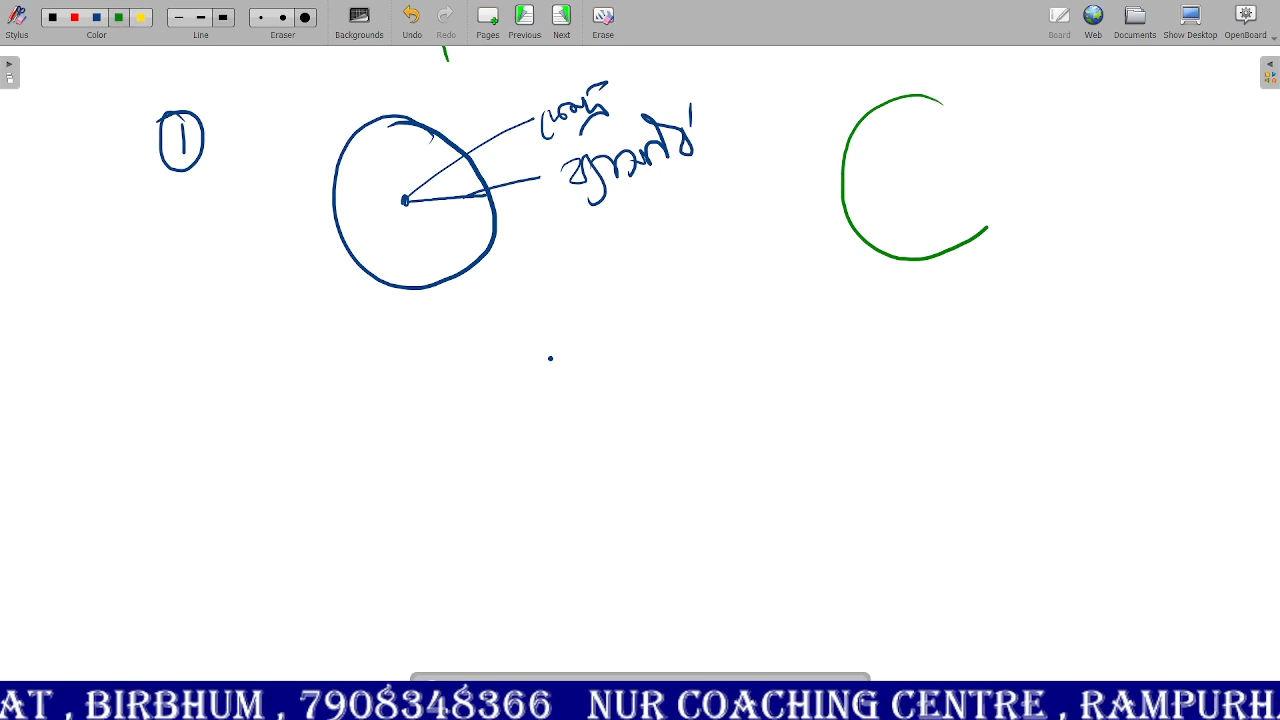 Stylus
Color
Line
Eraser
Backgrounds
Undo
Redo
Pages
Previous
Next
Erase
Board
Web
Documents
Show Desktop
OpenBoard
1
কেন্দ্র
ব্যাসার্ধ
AT , BIRBHUM , 7908348366 NUR COACHING CENTRE , RAMPURH